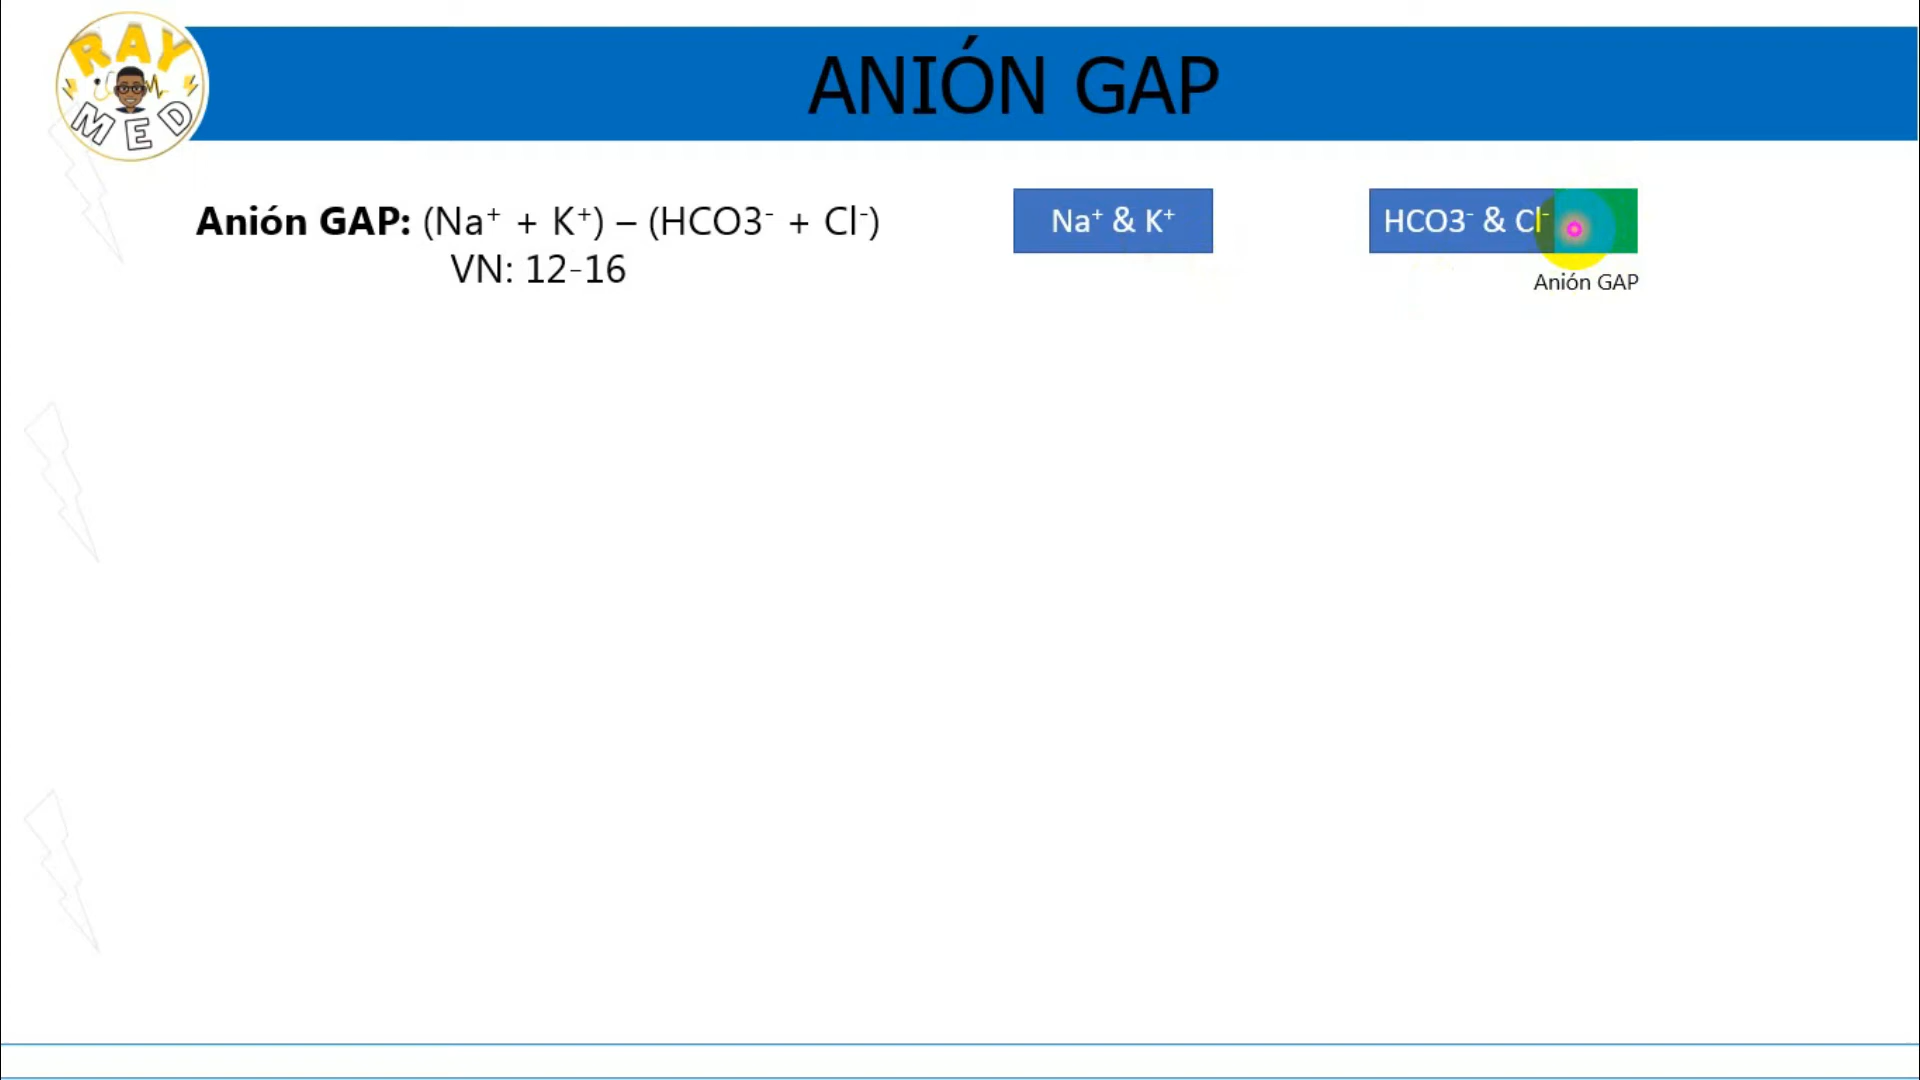 RAY
MED
ANIÓN GAP
Anión GAP: (Na⁺ + K⁺) – (HCO3⁻ + Cl⁻)
VN: 12-16
Na⁺ & K⁺
HCO3⁻ & Cl⁻
Anión GAP